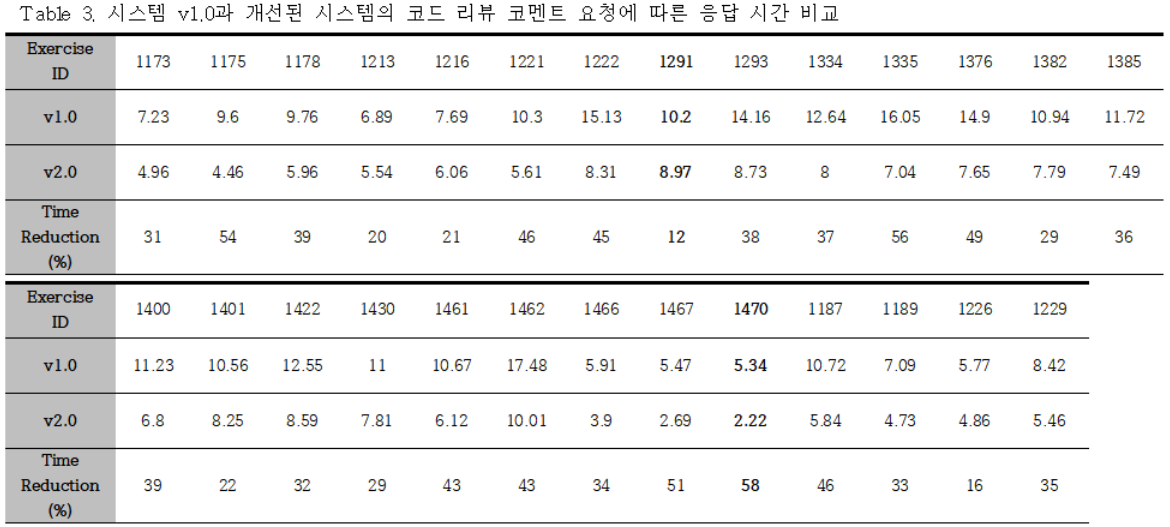 Table 3. 시스템 v1.0과 개선된 시스템의 코드 리뷰 코멘트 요청에 따른 응답 시간 비교
Exercise ID 1173 1175 1178 1213 1216 1221 1222 1291 1293 1334 1335 1376 1382 1385
v1.0 7.23 9.6 9.76 6.89 7.69 10.3 15.13 10.2 14.16 12.64 16.05 14.9 10.94 11.72
v2.0 4.96 4.46 5.96 5.54 6.06 5.61 8.31 8.97 8.73 8 7.04 7.65 7.79 7.49
Time Reduction (%) 31 54 39 20 21 46 45 12 38 37 56 49 29 36
Exercise ID 1400 1401 1422 1430 1461 1462 1466 1467 1470 1187 1189 1226 1229
v1.0 11.23 10.56 12.55 11 10.67 17.48 5.91 5.47 5.34 10.72 7.09 5.77 8.42
v2.0 6.8 8.25 8.59 7.81 6.12 10.01 3.9 2.69 2.22 5.84 4.73 4.86 5.46
Time Reduction (%) 39 22 32 29 43 43 34 51 58 46 33 16 35